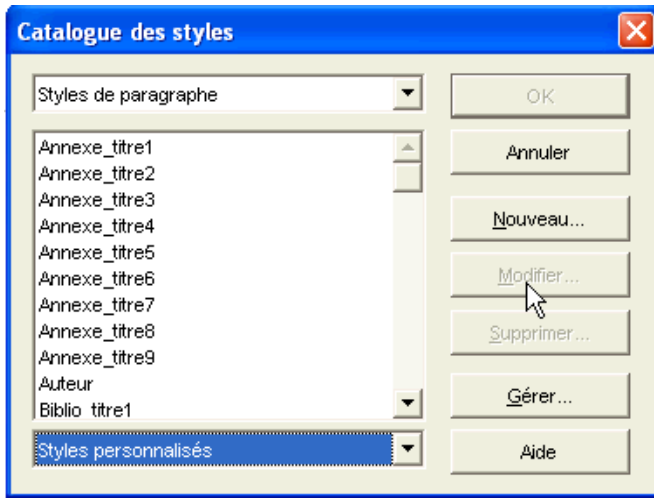 Catalogue des styles
Styles de paragraphe
OK
Annexe_titre1
Annexe_titre2
Annexe_titre3
Annexe_titre4
Annexe_titre5
Annexe_titre6
Annexe_titre7
Annexe_titre8
Annexe_titre9
Auteur
Biblio_titre1
Annuler
Nouveau...
Modifier...
Supprimer...
Gérer...
Styles personnalisés
Aide